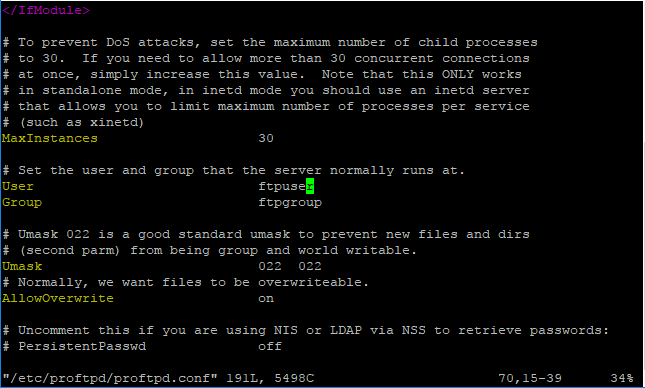 </IfModule>
# To prevent DoS attacks, set the maximum number of child processes
# to 30.  If you need to allow more than 30 concurrent connections
# at once, simply increase this value.  Note that this ONLY works
# in standalone mode, in inetd mode you should use an inetd server
# that allows you to limit maximum number of processes per service
# (such as xinetd)
MaxInstances                    30
# Set the user and group that the server normally runs at.
User                            ftpuser
Group                           ftpgroup
# Umask 022 is a good standard umask to prevent new files and dirs
# (second parm) from being group and world writable.
Umask                           022  022
# Normally, we want files to be overwriteable.
AllowOverwrite                  on
# Uncomment this if you are using NIS or LDAP via NSS to retrieve passwords:
# PersistentPasswd              off
"/etc/proftpd/proftpd.conf" 191L, 5498C                       70,15-39      34%